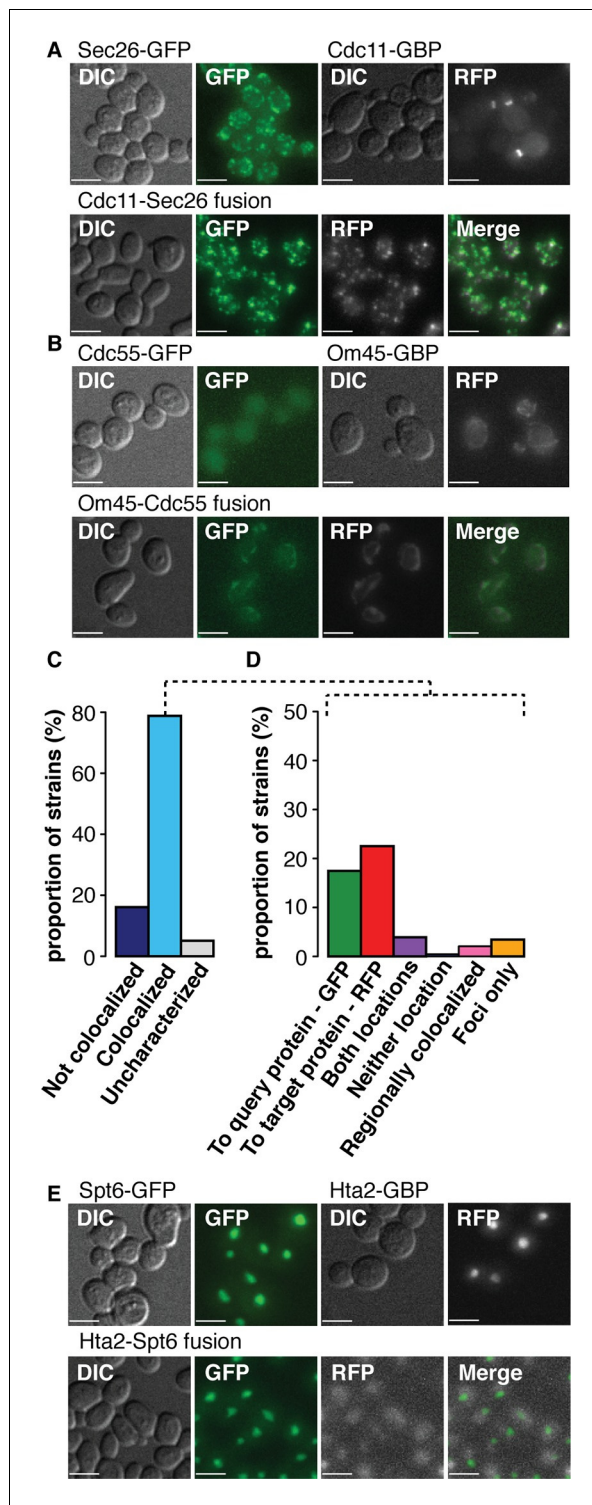 A Sec26-GFP Cdc11-GBP
DIC GFP DIC RFP
Cdc11-Sec26 fusion
DIC GFP RFP Merge
B
Cdc55-GFP Om45-GBP
DIC GFP DIC RFP
Om45-Cdc55 fusion
DIC GFP RFP Merge
C D
proportion of strains (%)
80
60
40
20
0
Not colocalized
Colocalized
Uncharacterized
proportion of strains (%)
50
40
30
20
10
0
To query protein - GFP
To target protein - RFP
Both locations
Neither location
Regionally colocalized
Foci only
E Spt6-GFP Hta2-GBP
DIC GFP DIC RFP
Hta2-Spt6 fusion
DIC GFP RFP Merge